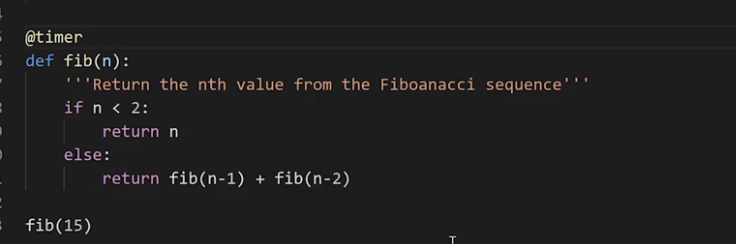 @timer
def fib(n):
    '''Return the nth value from the Fiboanacci sequence'''
    if n < 2:
        return n
    else:
        return fib(n-1) + fib(n-2)
fib(15)